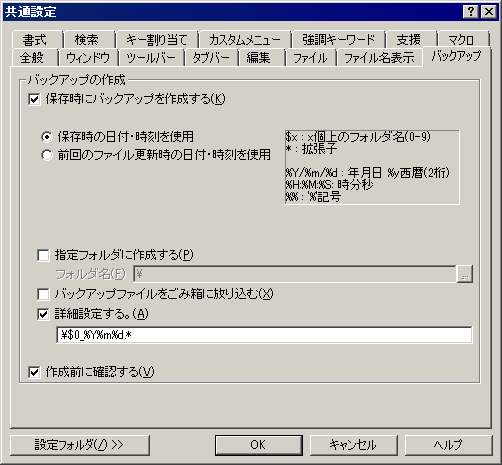 共通設定
書式 検索 キー割り当て カスタムメニュー 強調キーワード 支援 マクロ
全般 ウィンドウ ツールバー タブバー 編集 ファイル ファイル名表示 バックアップ
バックアップの作成
保存時にバックアップを作成する(K)
保存時の日付・時刻を使用
前回のファイル更新時の日付・時刻を使用
$x : x個上のフォルダ名(0-9)
* : 拡張子
%Y/%m/%d : 年月日 %y西暦(2桁)
%H:%M:%S: 時分秒
%% : '%'記号
指定フォルダに作成する(P)
フォルダ名(F) ¥ ...
バックアップファイルをごみ箱に放り込む(X)
詳細設定する。(A)
.¥$0_%Y%m%d.*
作成前に確認する(V)
設定フォルダ(/) >> OK キャンセル ヘルプ